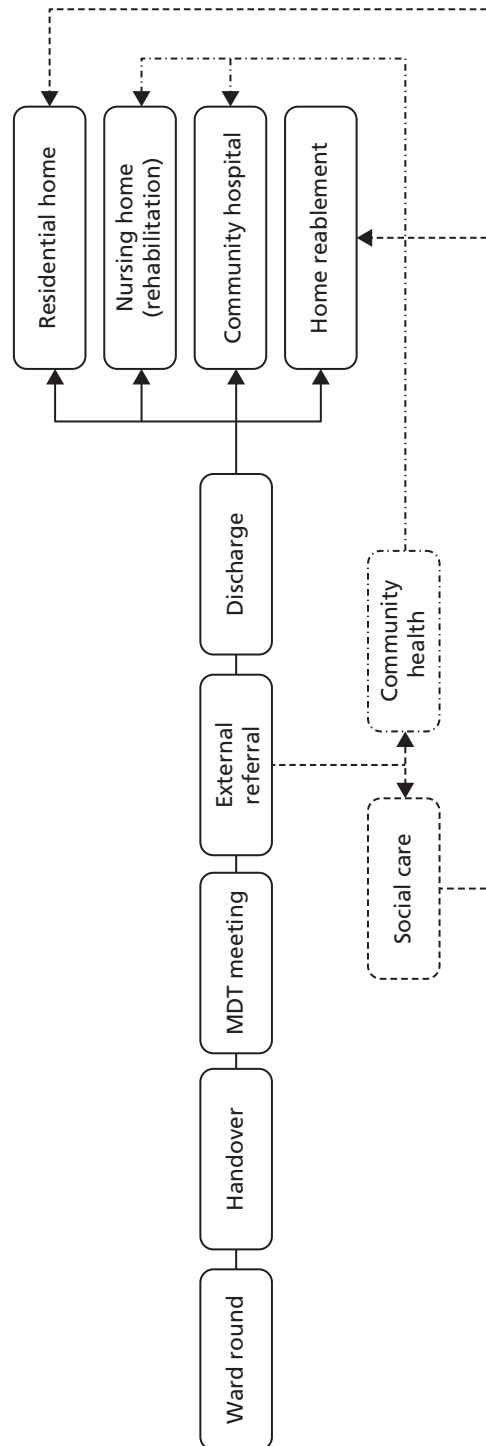 Ward round
Handover
MDT meeting
External
referral
Discharge
Residential home
Nursing home
(rehabilitation)
Community hospital
Home reablement
Social care
Community
health